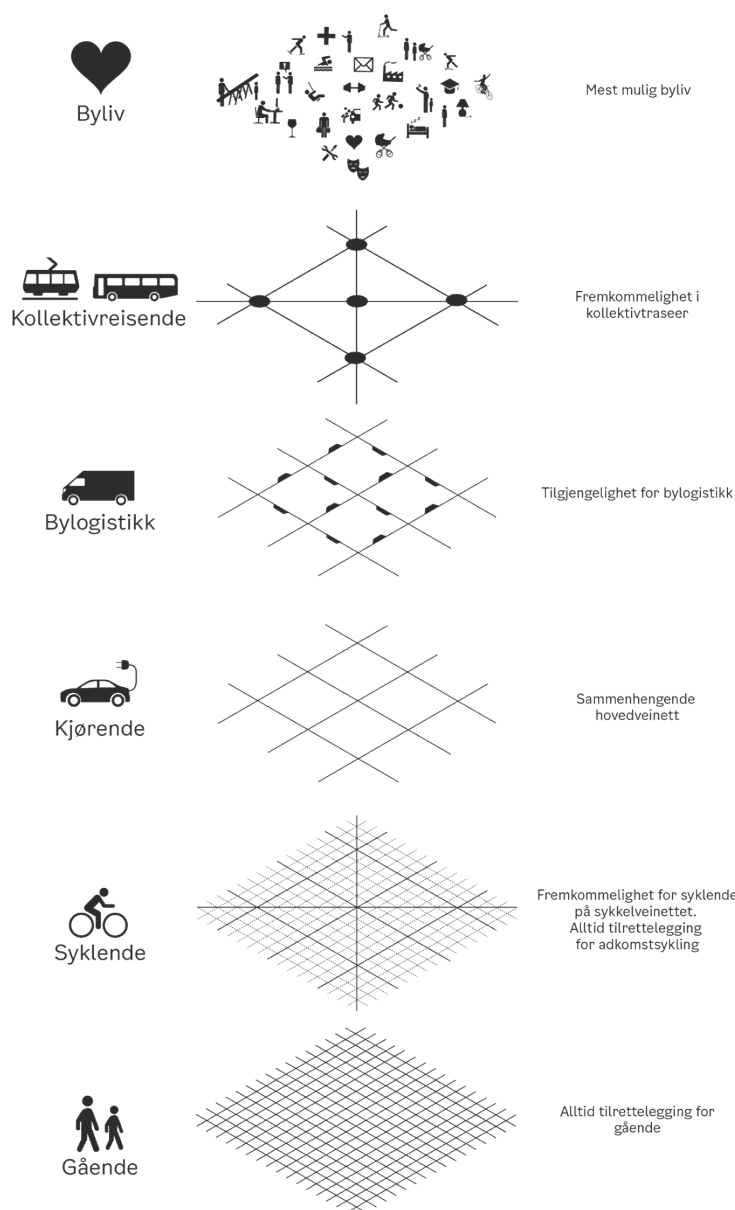 Byliv
Mest mulig byliv
Kollektivreisende
Fremkommelighet i
kollektivtraseer
Bylogistikk
Tilgjengelighet for bylogistikk
Kjørende
Sammenhengende
hovedveinett
Syklende
Fremkommelighet for syklende
på sykkelveinettet.
Alltid tilrettelegging
for adkomstsykling
Gående
Alltid tilrettelegging for
gående